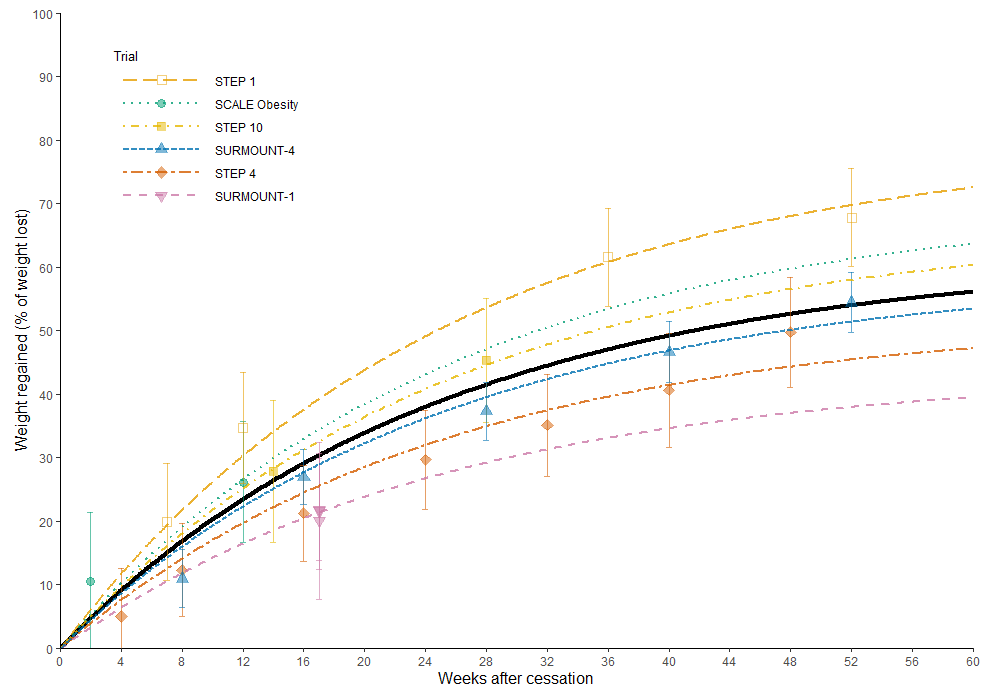 100
90
80
70
60
50
40
30
20
10
0
Weight regained (% of weight lost)
Trial
STEP 1
SCALE Obesity
STEP 10
SURMOUNT-4
STEP 4
SURMOUNT-1
0 4 8 12 16 20 24 28 32 36 40 44 48 52 56 60
Weeks after cessation